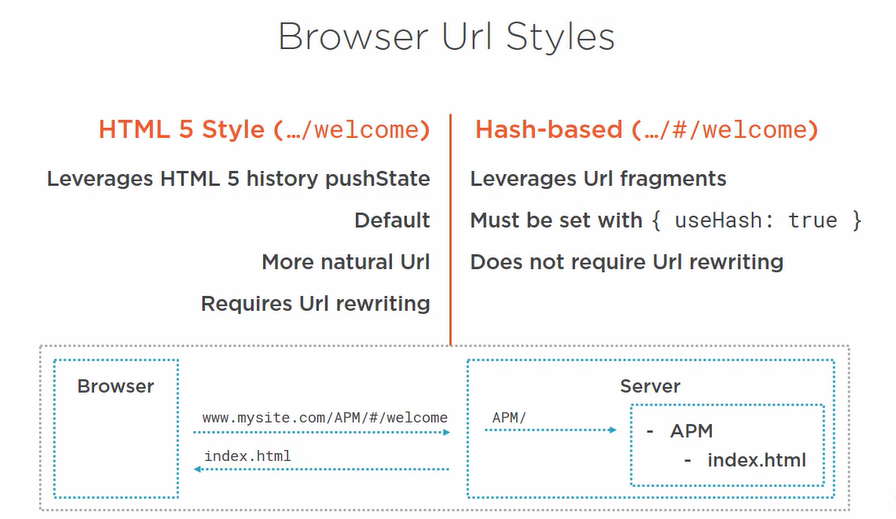 Browser Url Styles
HTML 5 Style (…/welcome)
Leverages HTML 5 history pushState
Default
More natural Url
Requires Url rewriting
Hash-based (…/#/welcome)
Leverages Url fragments
Must be set with { useHash: true }
Does not require Url rewriting
Browser
www.mysite.com/APM/#/welcome
index.html
Server
APM/
- APM
- index.html